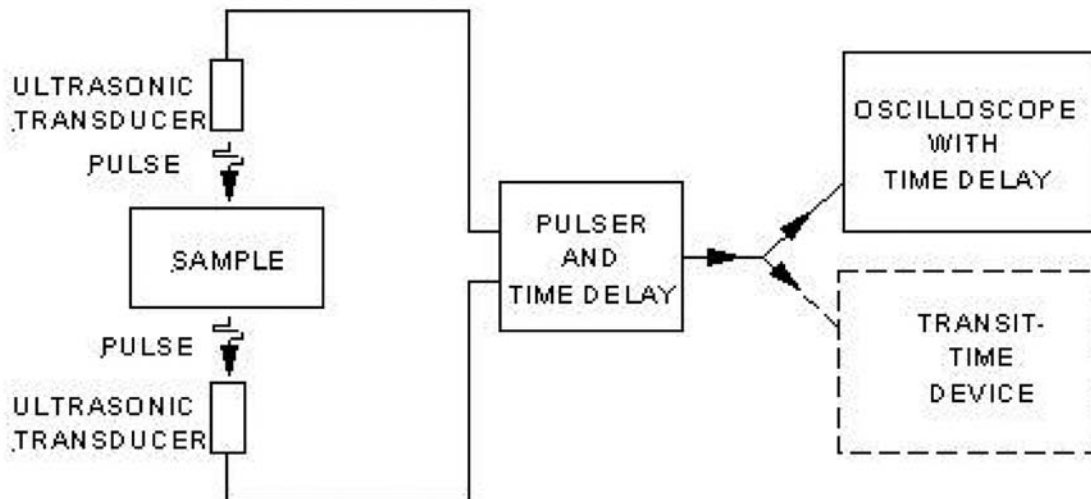 ULTRASONIC
TRANSDUCER
PULSE
SAMPLE
PULSE
ULTRASONIC
TRANSDUCER
PULSER
AND
TIME DELAY
OSCILLOSCOPE
WITH
TIME DELAY
TRANSIT-
TIME
DEVICE